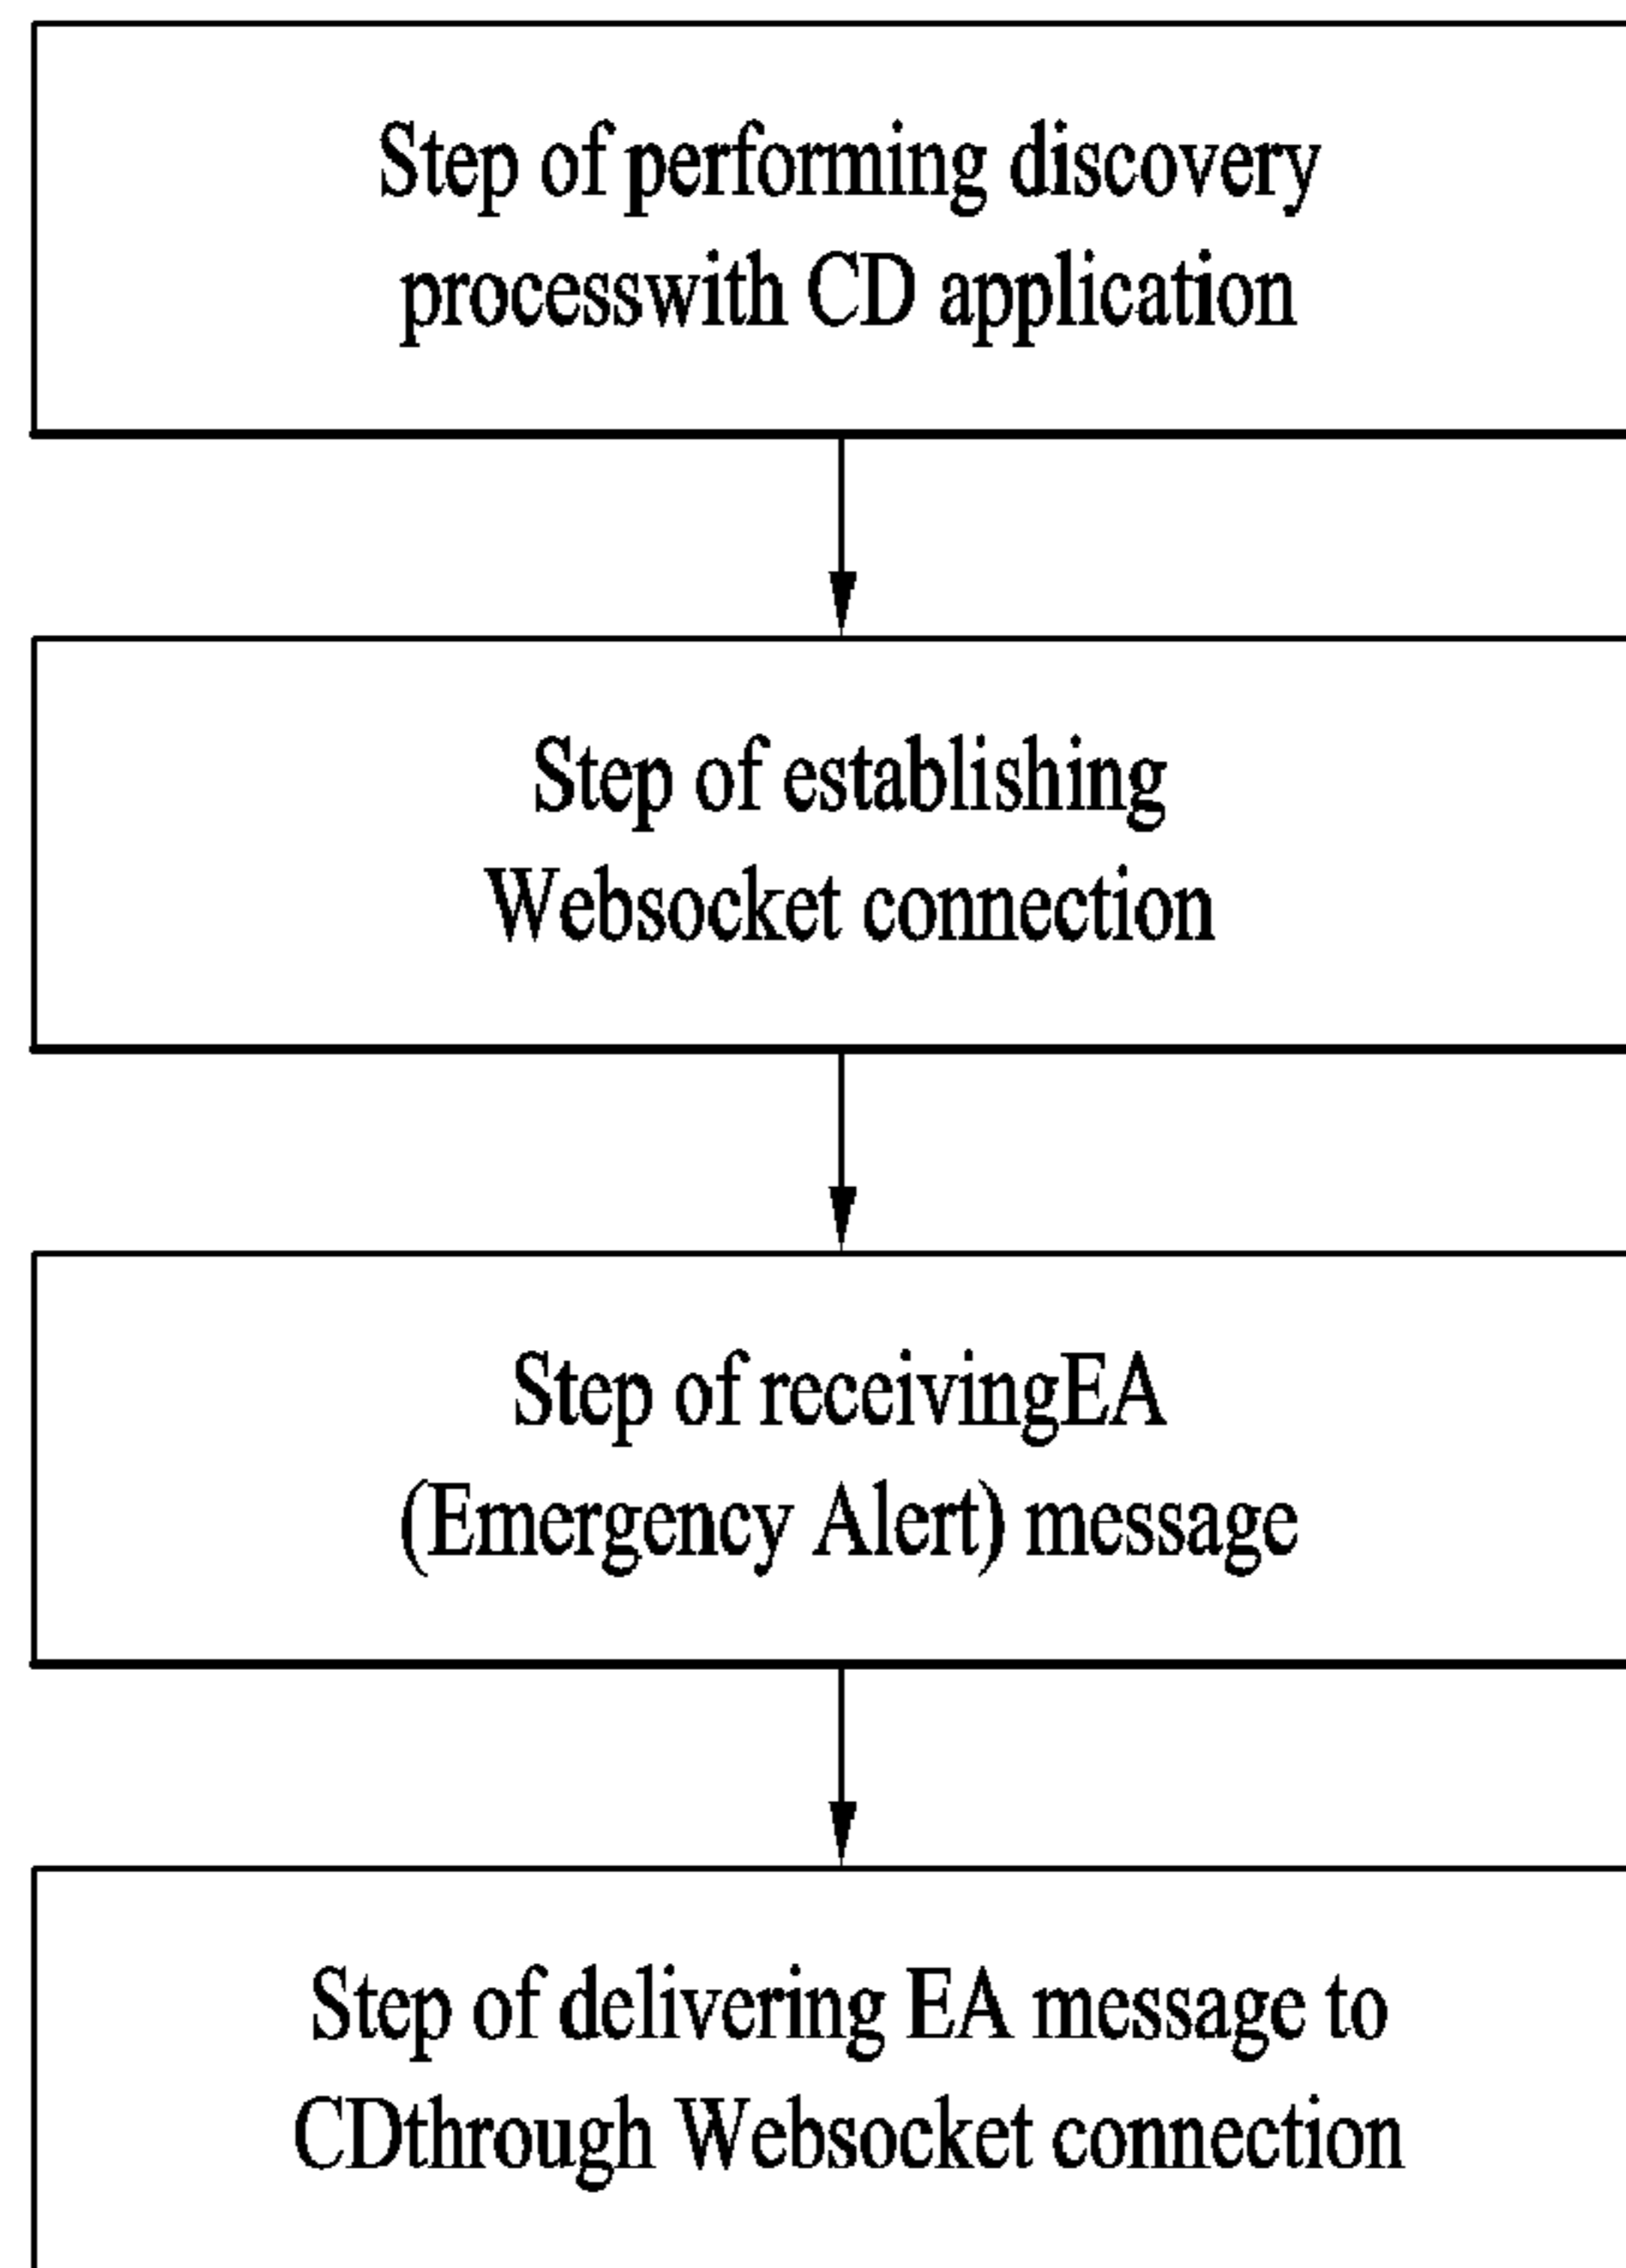 Step of performing discovery
processwith CD application
Step of establishing
Websocket connection
Step of receivingEA
(Emergency Alert) message
Step of delivering EA message to
CDthrough Websocket connection